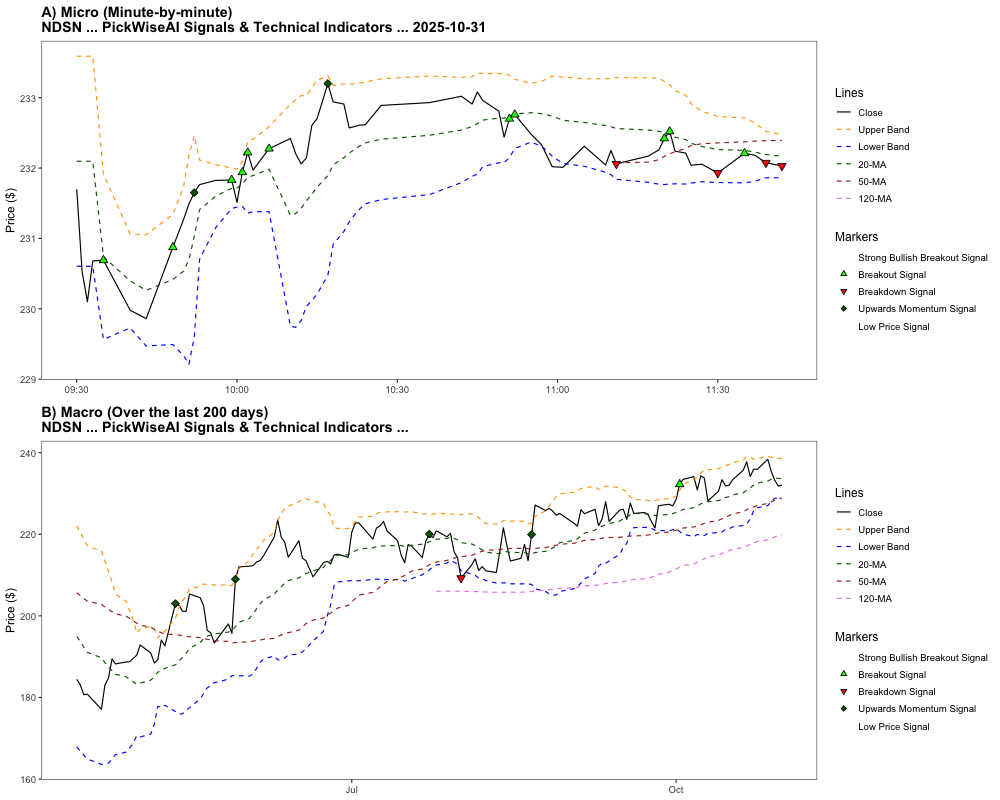 A) Micro (Minute-by-minute)
NDSN ... PickWiseAI Signals & Technical Indicators ... 2025-10-31
Price ($)
233
232
231
230
229
09:30
10:00
10:30
11:00
11:30
Lines
Close
Upper Band
Lower Band
20-MA
50-MA
120-MA
Markers
Strong Bullish Breakout Signal
Breakout Signal
Breakdown Signal
Upwards Momentum Signal
Low Price Signal
B) Macro (Over the last 200 days)
NDSN ... PickWiseAI Signals & Technical Indicators ...
Price ($)
240
220
200
180
160
Jul
Oct
Lines
Close
Upper Band
Lower Band
20-MA
50-MA
120-MA
Markers
Strong Bullish Breakout Signal
Breakout Signal
Breakdown Signal
Upwards Momentum Signal
Low Price Signal